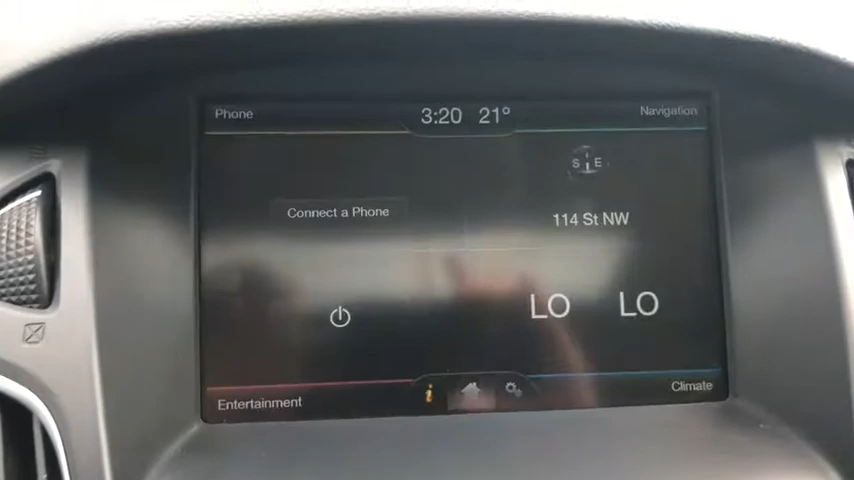 Phone
3:20 21°
Navigation
S E
Connect a Phone
114 St NW
LO LO
Entertainment
Climate